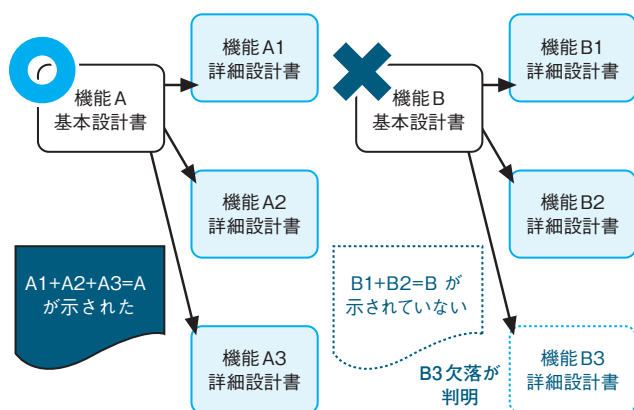 機能A
基本設計書
機能A1
詳細設計書
機能A2
詳細設計書
機能A3
詳細設計書
A1+A2+A3=A
が示された
機能B
基本設計書
機能B1
詳細設計書
機能B2
詳細設計書
機能B3
詳細設計書
B1+B2=B が
示されていない
B3欠落が
判明